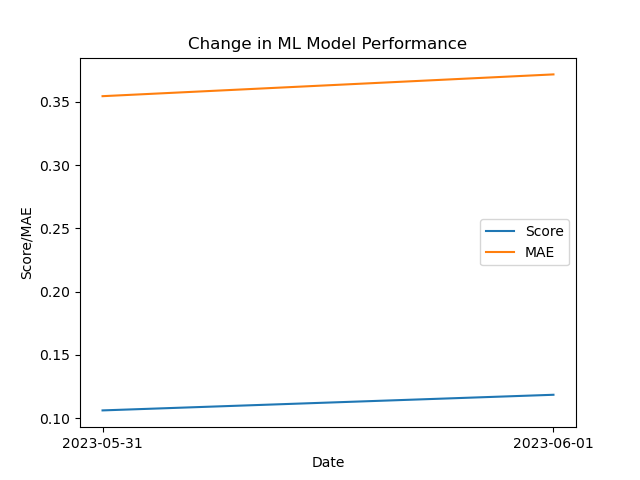 Change in ML Model Performance
Score/MAE
0.35
0.30
0.25
0.20
0.15
0.10
Score
MAE
2023-05-31
2023-06-01
Date